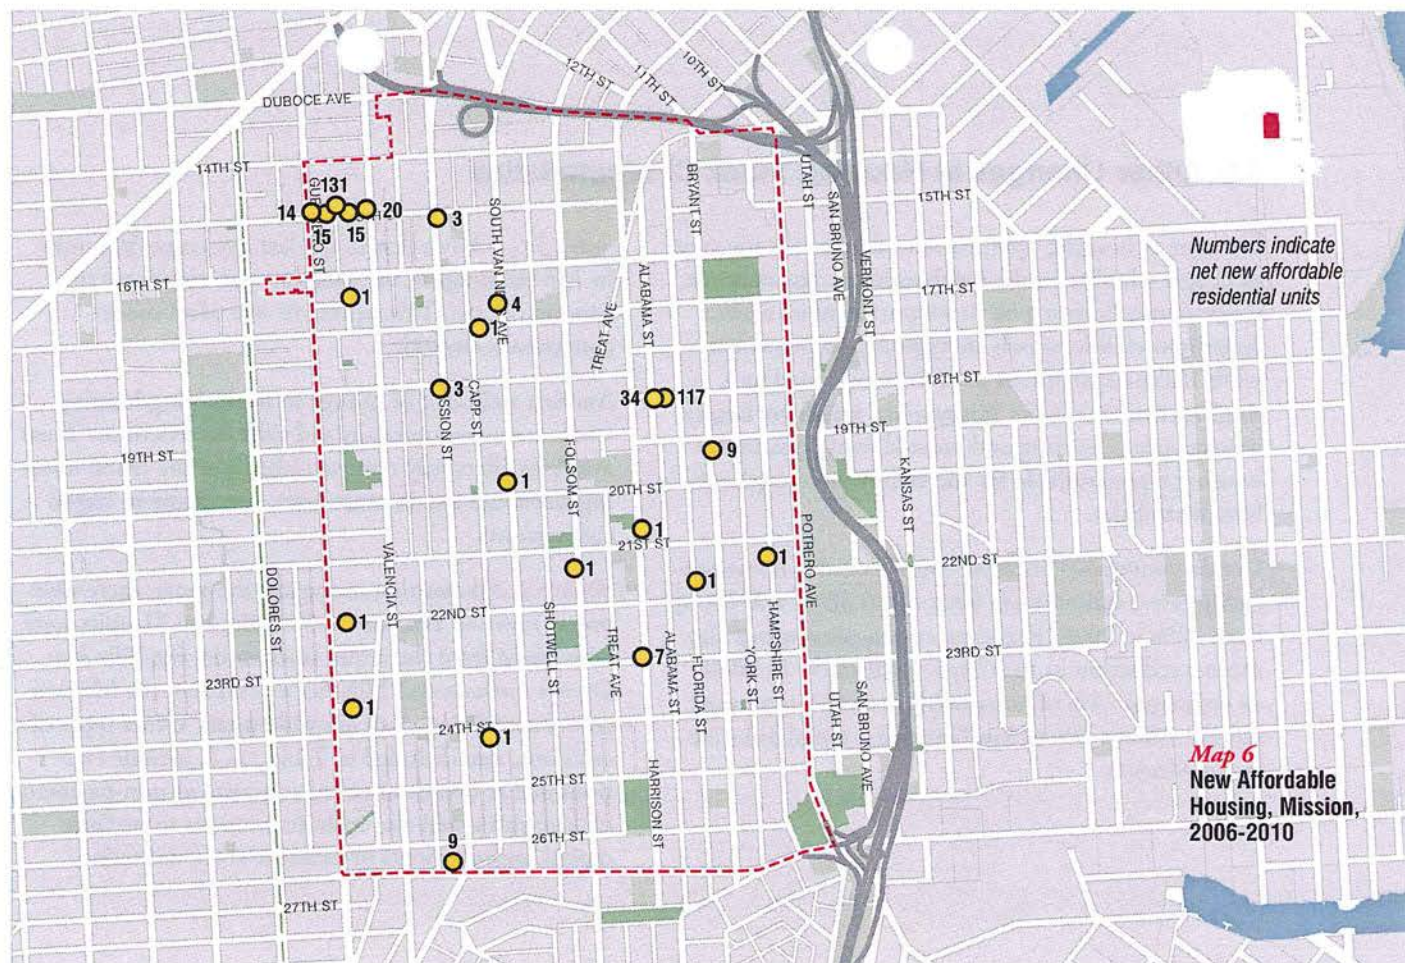 12TH ST
11TH ST
10TH ST
DUBOCE AVE
14TH ST
UTAH ST
BRYANT ST
15TH ST
131
14
20
15
15
3
SOUTH VAN NESS AVE
SAN BRUNO AVE
VERMONT ST
Numbers indicate
net new affordable
residential units
16TH ST
1
4
1
ALABAMA ST
17TH ST
TREAT AVE
3
CAPP ST
34
117
18TH ST
19TH ST
9
19TH ST
FOLSOM ST
1
20TH ST
KANSAS ST
1
21ST ST
POTRERO AVE
1
1
1
22ND ST
DOLORES ST
VALENCIA ST
1
22ND ST
SHOTWELL ST
TREAT AVE
7
ALABAMA ST
FLORIDA ST
YORK ST
HAMPSHIRE ST
23RD ST
23RD ST
1
24TH ST
1
UTAH ST
SAN BRUNO AVE
Map 6
New Affordable
Housing, Mission,
2006-2010
25TH ST
HARRISON ST
26TH ST
9
27TH ST